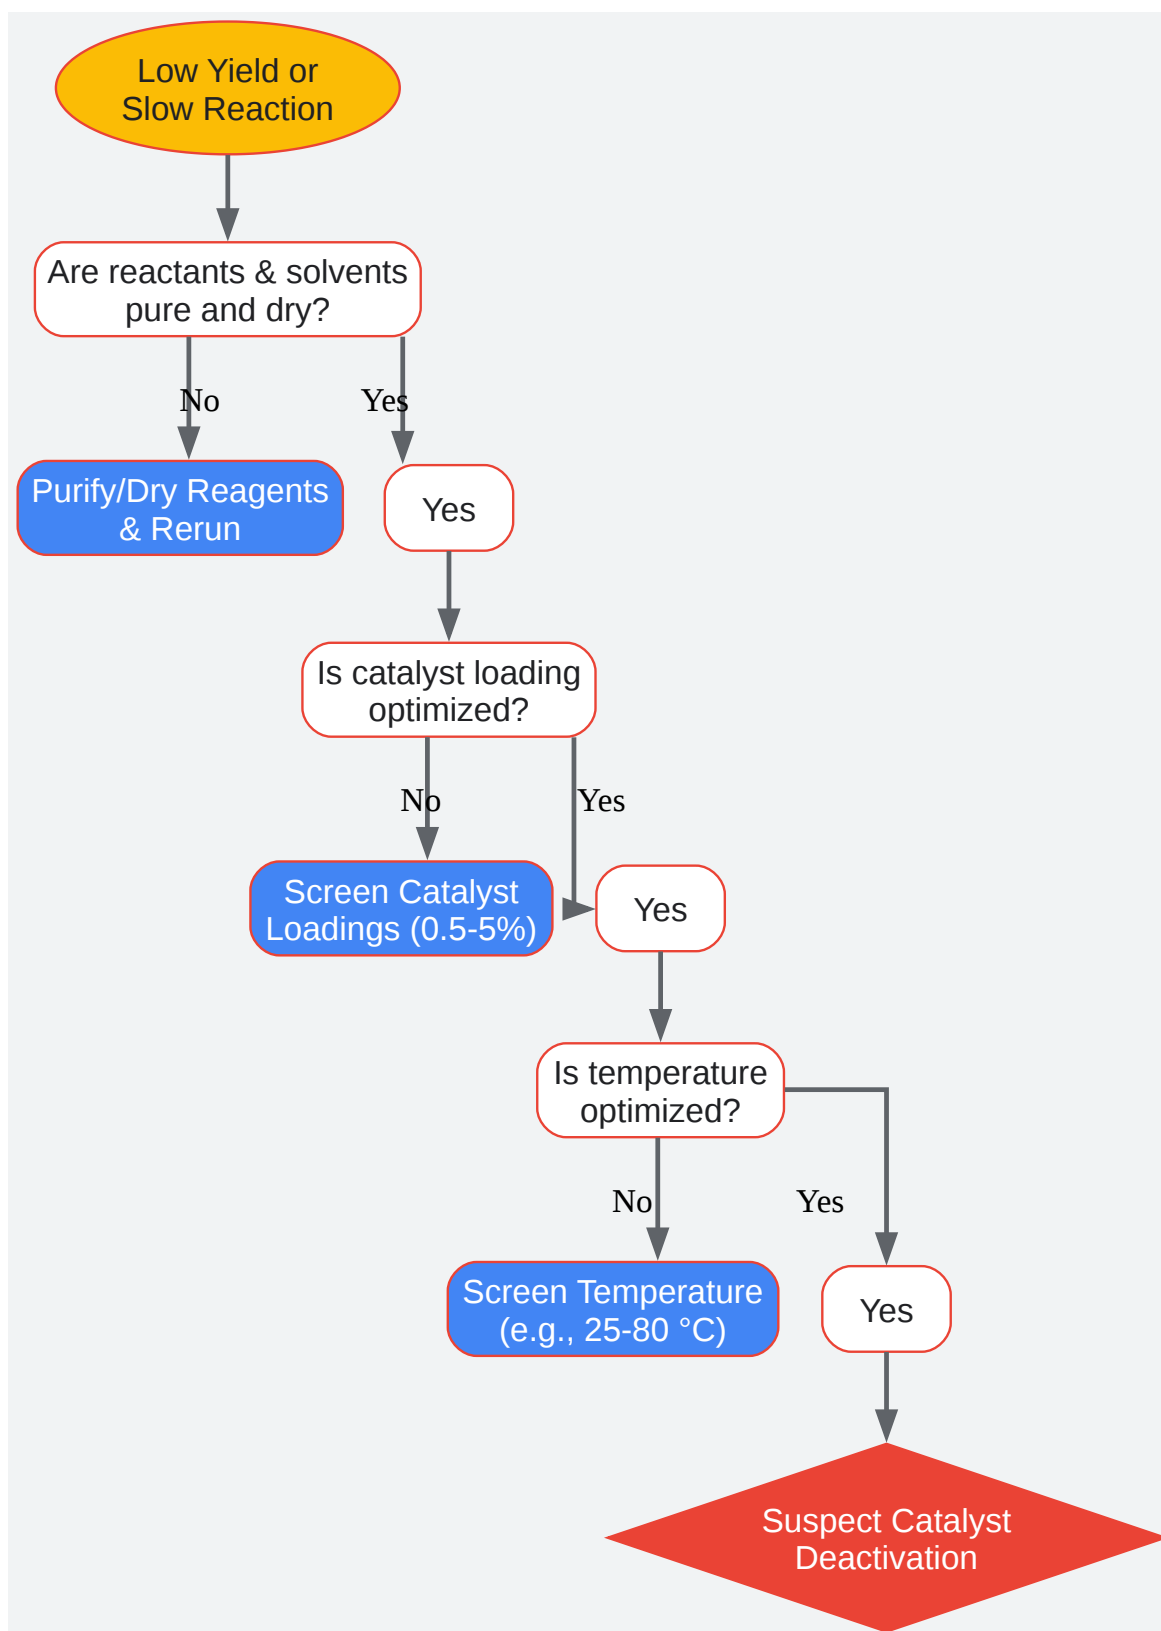 Low Yield or
Slow Reaction
Are reactants & solvents
pure and dry?
No
Yes
Purify/Dry Reagents
& Rerun
Yes
Is catalyst loading
optimized?
No
Yes
Screen Catalyst
Loadings (0.5-5%)
Yes
Is temperature
optimized?
No
Yes
Screen Temperature
(e.g., 25-80 °C)
Yes
Suspect Catalyst
Deactivation